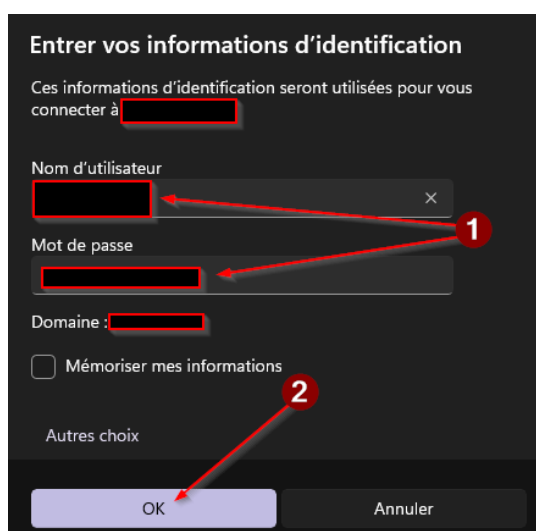 Entrer vos informations d’identification
Ces informations d’identification seront utilisées pour vous
connecter à
Nom d’utilisateur
1
Mot de passe
Domaine :
Mémoriser mes informations
2
Autres choix
OK
Annuler